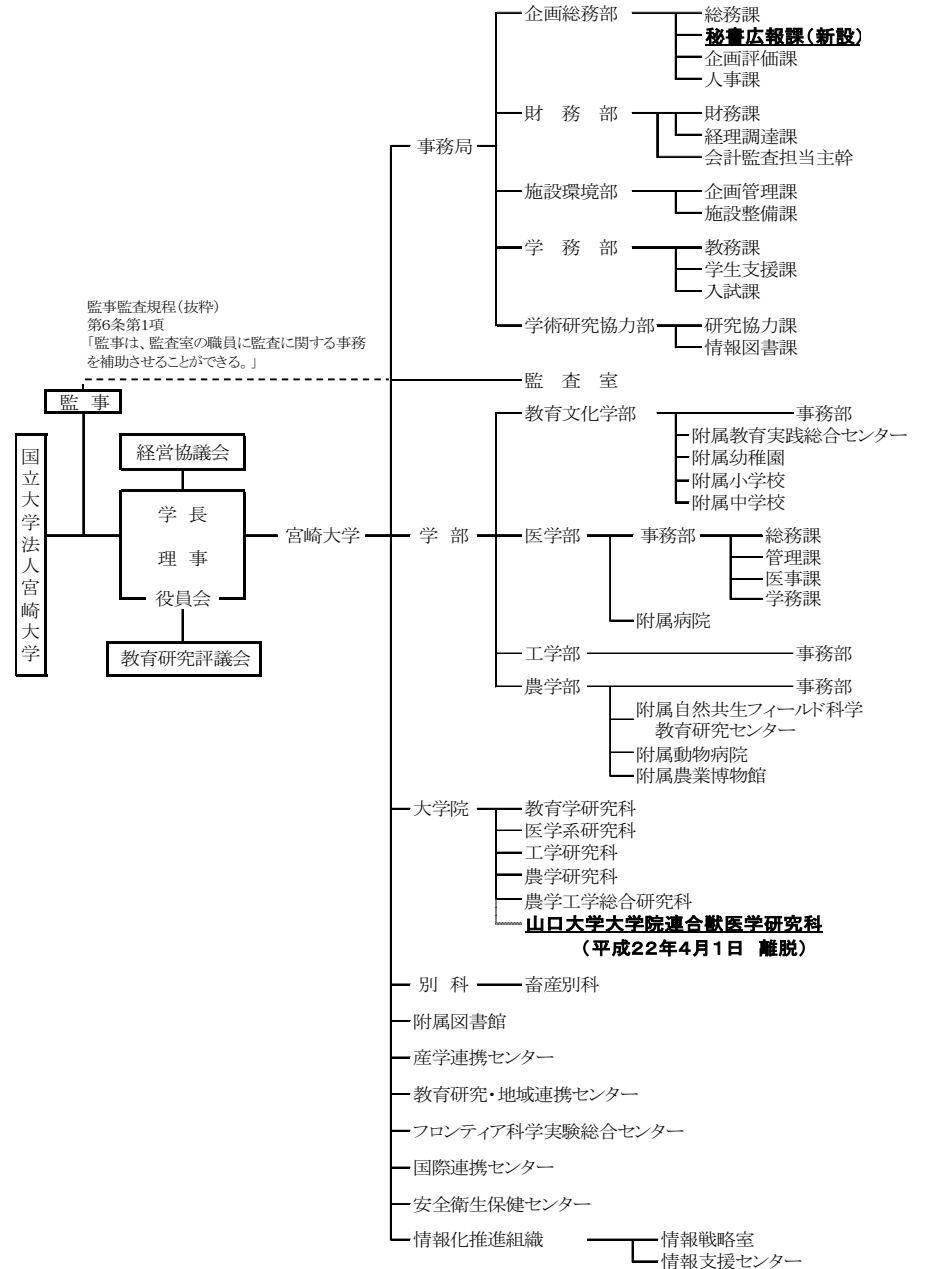 企画総務部 総務課
秘書広報課(新設)
企画評価課
人事課
財 務 部 財務課
経理調達課
会計監査担当主幹
事務局
施設環境部 企画管理課
施設整備課
学 務 部 教務課
学生支援課
入試課
監事監査規程(抜粋)
第6条第1項
「監事は、監査室の職員に監査に関する事務
を補助させることができる。」
学術研究協力部 研究協力課
情報図書課
監 査 室
監 事
教育文化学部 事務部
附属教育実践総合センター
附属幼稚園
附属小学校
附属中学校
国立大学法人宮崎大学
経営協議会
学 長
理 事
役員会
教育研究評議会
宮崎大学
学 部
医学部 事務部 総務課
管理課
医事課
学務課
附属病院
工学部 事務部
農学部 事務部
附属自然共生フィールド科学
教育研究センター
附属動物病院
附属農業博物館
大学院 教育学研究科
医学系研究科
工学研究科
農学研究科
農学工学総合研究科
山口大学大学院連合獣医学研究科
(平成22年4月1日 離脱)
別 科 畜産別科
附属図書館
産学連携センター
教育研究・地域連携センター
フロンティア科学実験総合センター
国際連携センター
安全衛生保健センター
情報化推進組織 情報戦略室
情報支援センター